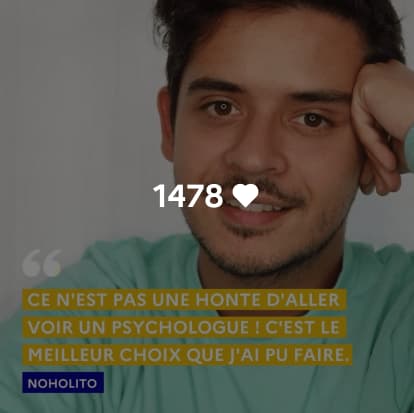 1478
CE N'EST PAS UNE HONTE D'ALLER
VOIR UN PSYCHOLOGUE ! C'EST LE
MEILLEUR CHOIX QUE J'AI PU FAIRE.
NOHOLITO